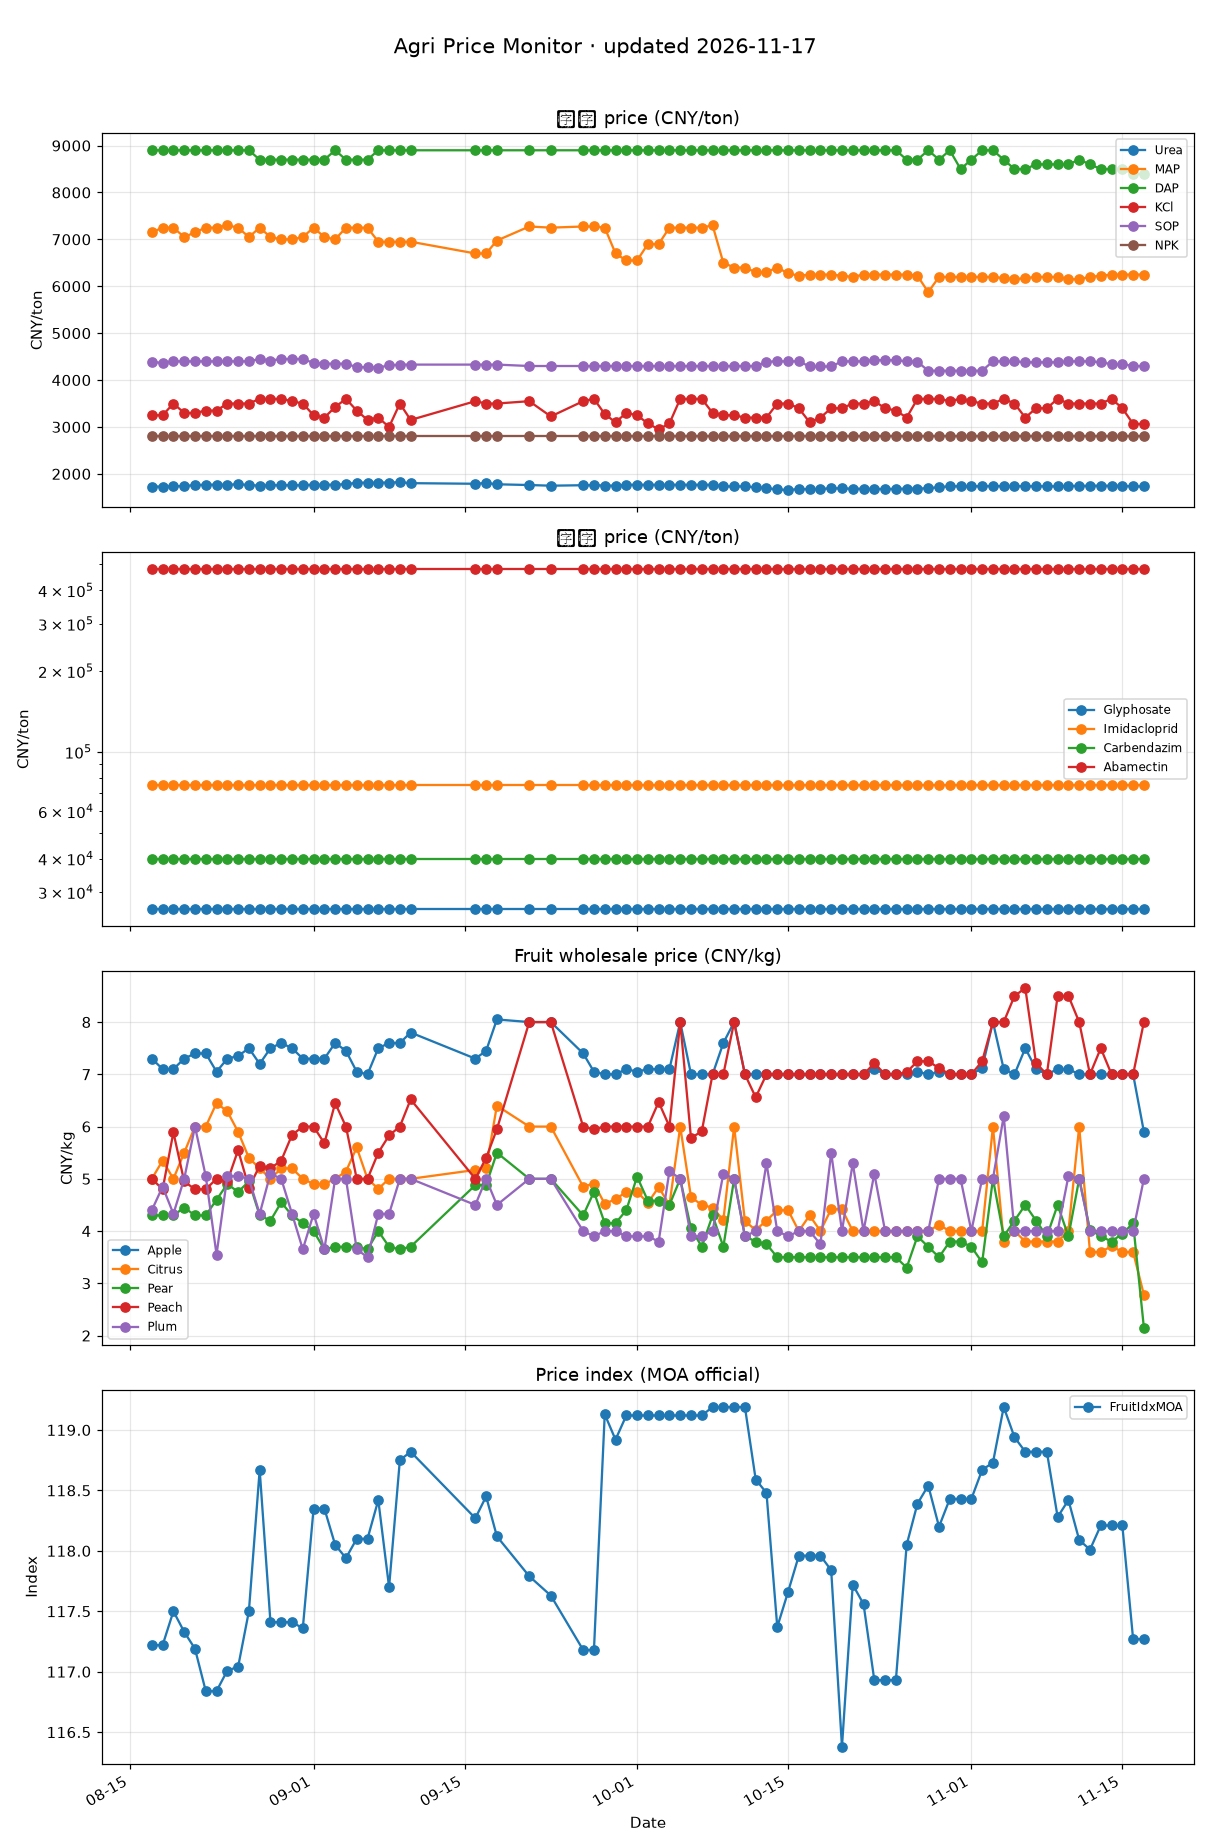 Agri Price Monitor · updated 2026-11-17
price (CNY/ton)
CNY/ton
9000
8000
7000
6000
5000
4000
3000
2000
Urea
MAP
DAP
KCl
SOP
NPK
price (CNY/ton)
CNY/ton
4 × 10⁵
3 × 10⁵
2 × 10⁵
10⁵
6 × 10⁴
4 × 10⁴
3 × 10⁴
Glyphosate
Imidacloprid
Carbendazim
Abamectin
Fruit wholesale price (CNY/kg)
CNY/kg
8
7
6
5
4
3
2
Apple
Citrus
Pear
Peach
Plum
Price index (MOA official)
Index
119.0
118.5
118.0
117.5
117.0
116.5
FruitIdxMOA
08-15
09-01
09-15
10-01
10-15
11-01
11-15
Date